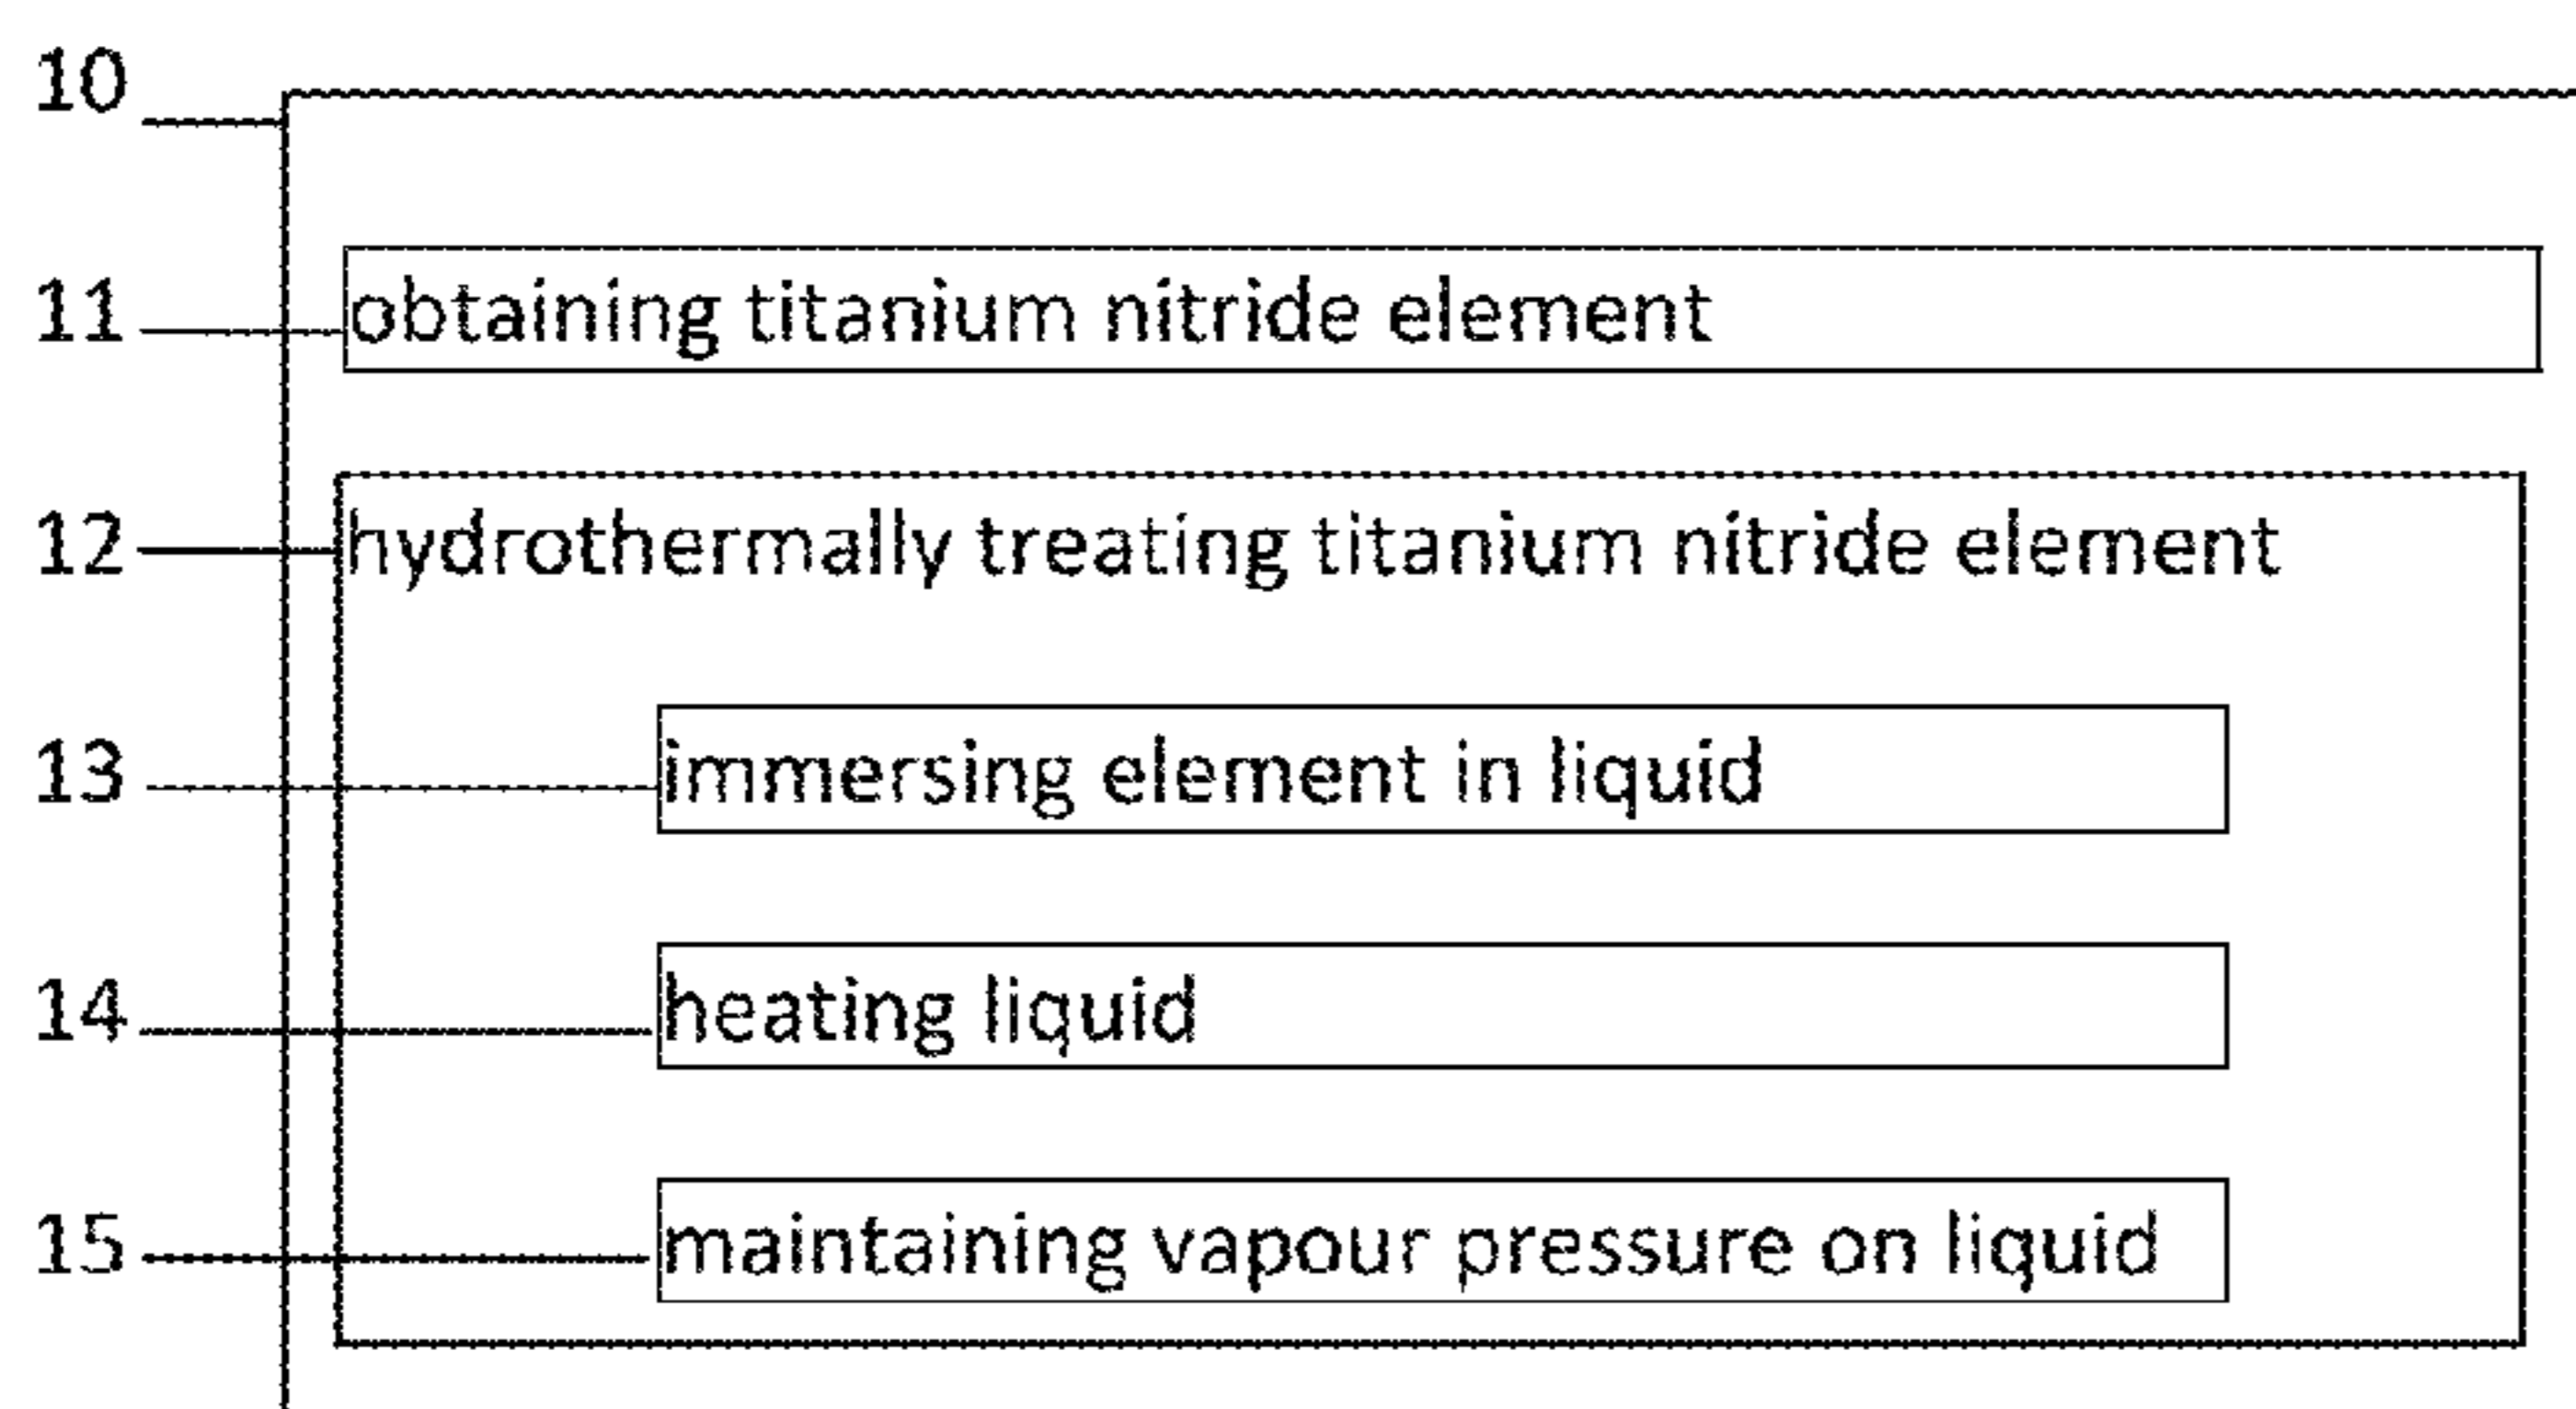 10
11 obtaining titanium nitride element
12 hydrothermally treating titanium nitride element
13 immersing element in liquid
14 heating liquid
15 maintaining vapour pressure on liquid